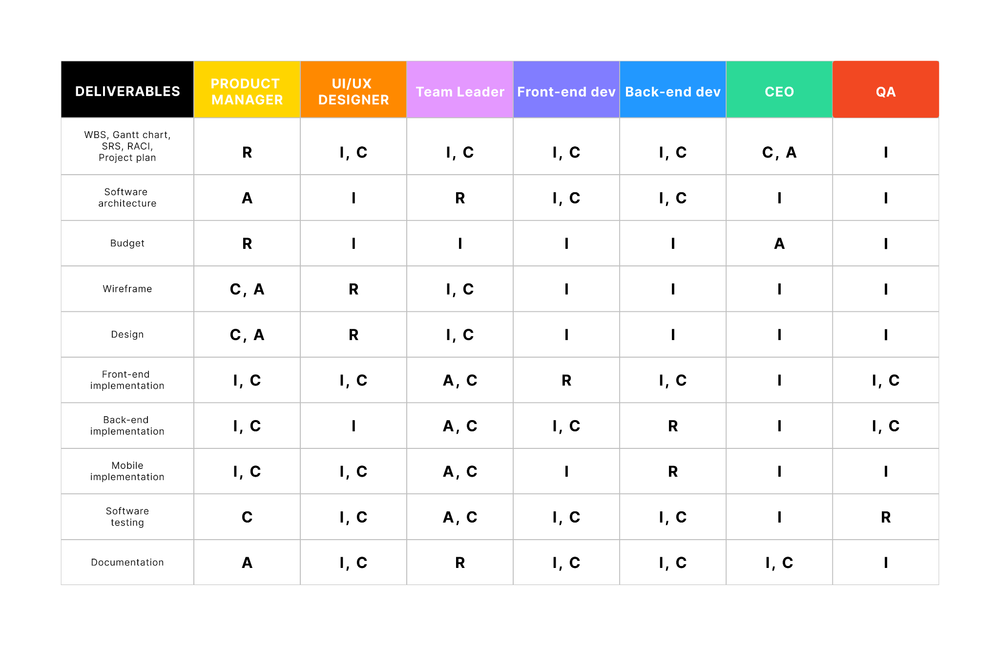 DELIVERABLES
PRODUCT
MANAGER
UI/UX
DESIGNER
Team Leader
Front-end dev
Back-end dev
CEO
QA
WBS, Gantt chart,
SRS, RACI,
Project plan
R
I, C
I, C
I, C
I, C
C, A
I
Software
architecture
A
I
R
I, C
I, C
I
I
Budget
R
I
I
I
I
A
I
Wireframe
C, A
R
I, C
I
I
I
I
Design
C, A
R
I, C
I
I
I
I
Front-end
implementation
I, C
I, C
A, C
R
I, C
I
I, C
Back-end
implementation
I, C
I
A, C
I, C
R
I
I, C
Mobile
implementation
I, C
I, C
A, C
I
R
I
I
Software
testing
C
I, C
A, C
I, C
I, C
I
R
Documentation
A
I, C
R
I, C
I, C
I, C
I